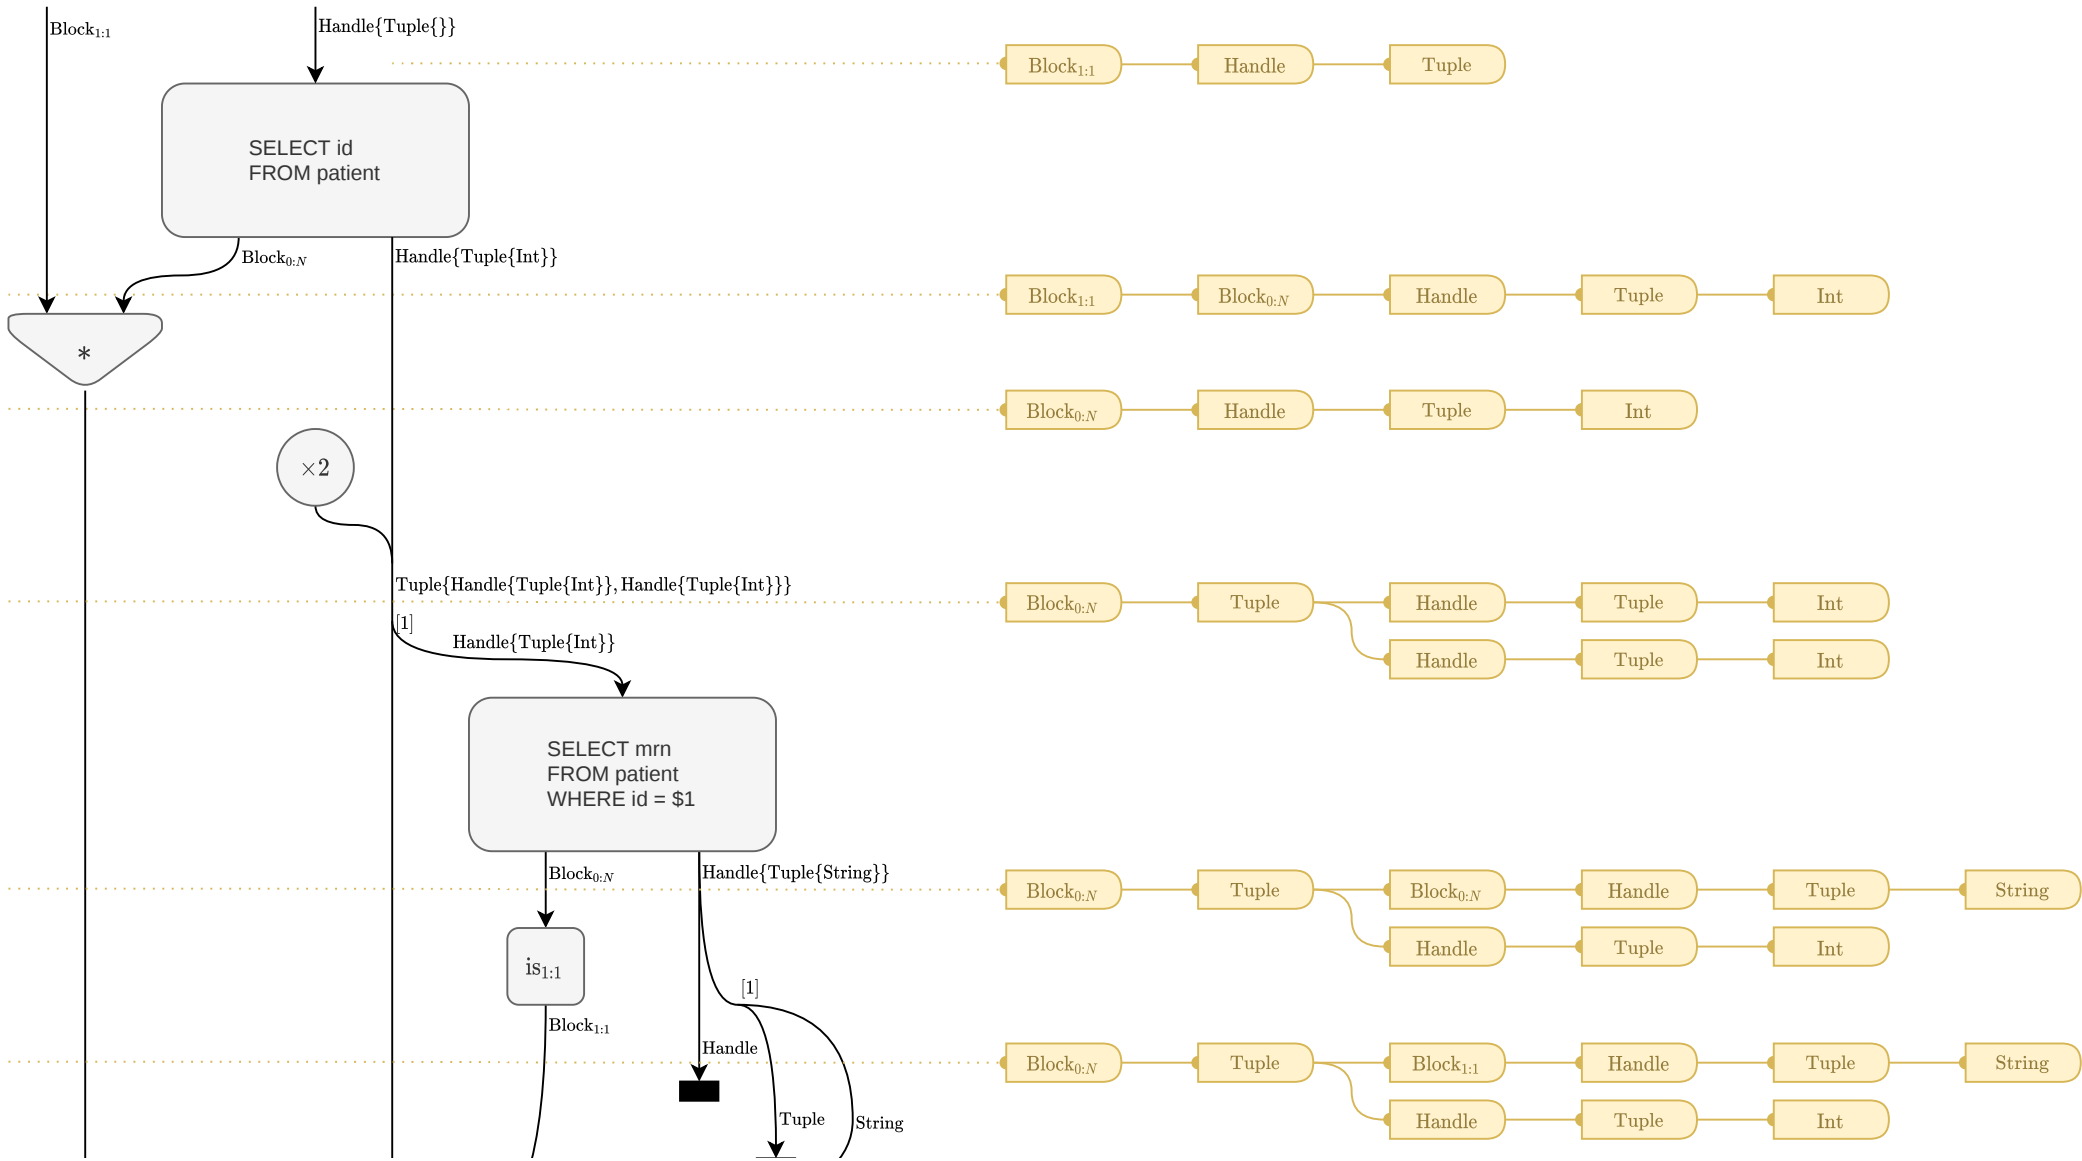 Block1:1
Handle{Tuple{}}
Block1:1 Handle Tuple
SELECT id
FROM patient
Block0:N
Handle{Tuple{Int}}
Block1:1 Block0:N Handle Tuple Int
*
Block0:N Handle Tuple Int
×2
Tuple{Handle{Tuple{Int}}, Handle{Tuple{Int}}}
Block0:N Tuple Handle Tuple Int
[1]
Handle{Tuple{Int}}
Handle Tuple Int
SELECT mrn
FROM patient
WHERE id = $1
Block0:N
Handle{Tuple{String}}
Block0:N Tuple Block0:N Handle Tuple String
Handle Tuple Int
is1:1
[1]
Block1:1
Handle
Block0:N Tuple Block1:1 Handle Tuple String
Tuple
String
Handle Tuple Int